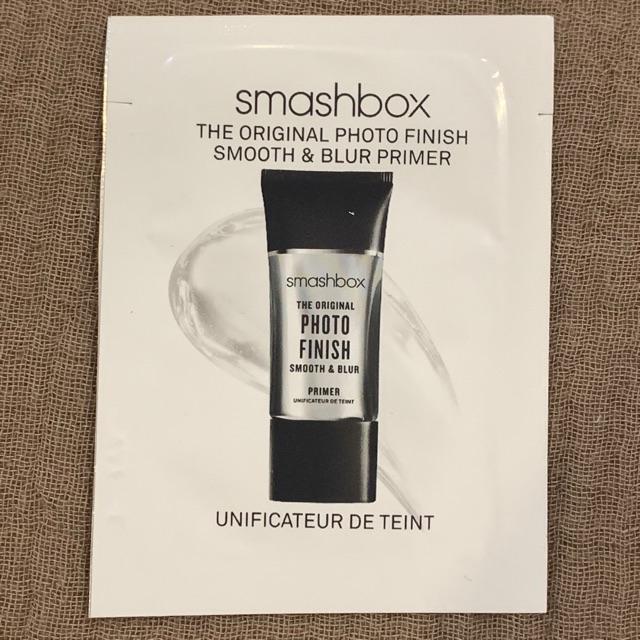 smashbox
THE ORIGINAL PHOTO FINISH
SMOOTH & BLUR PRIMER
smashbox
THE ORIGINAL
PHOTO
FINISH
SMOOTH & BLUR
PRIMER
UNIFICATEUR DE TEINT
UNIFICATEUR DE TEINT